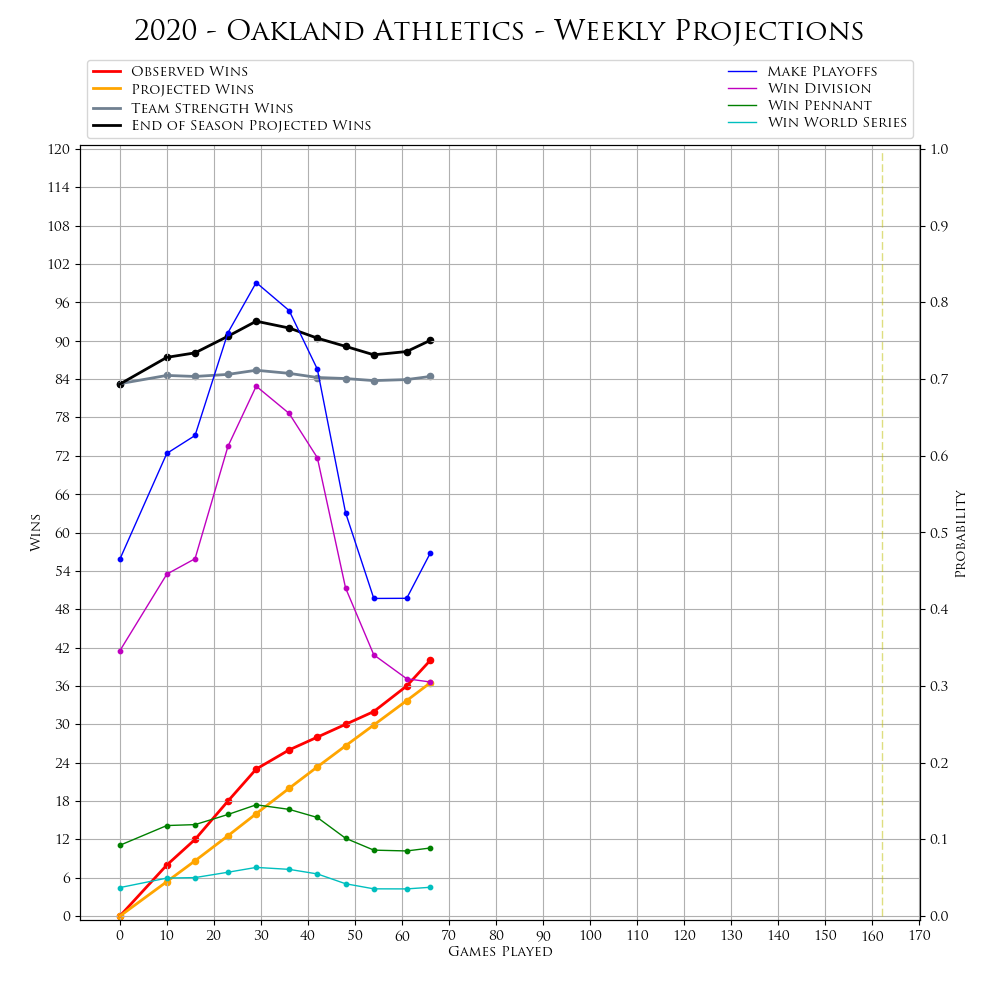 2020 - Oakland Athletics - Weekly Projections
Observed Wins
Projected Wins
Team Strength Wins
End of Season Projected Wins
Make Playoffs
Win Division
Win Pennant
Win World Series
120
114
108
102
96
90
84
78
72
66
60
54
48
42
36
30
24
18
12
6
0
Wins
1.0
0.9
0.8
0.7
0.6
0.5
0.4
0.3
0.2
0.1
0.0
Probability
0 10 20 30 40 50 60 70 80 90 100 110 120 130 140 150 160 170
Games Played